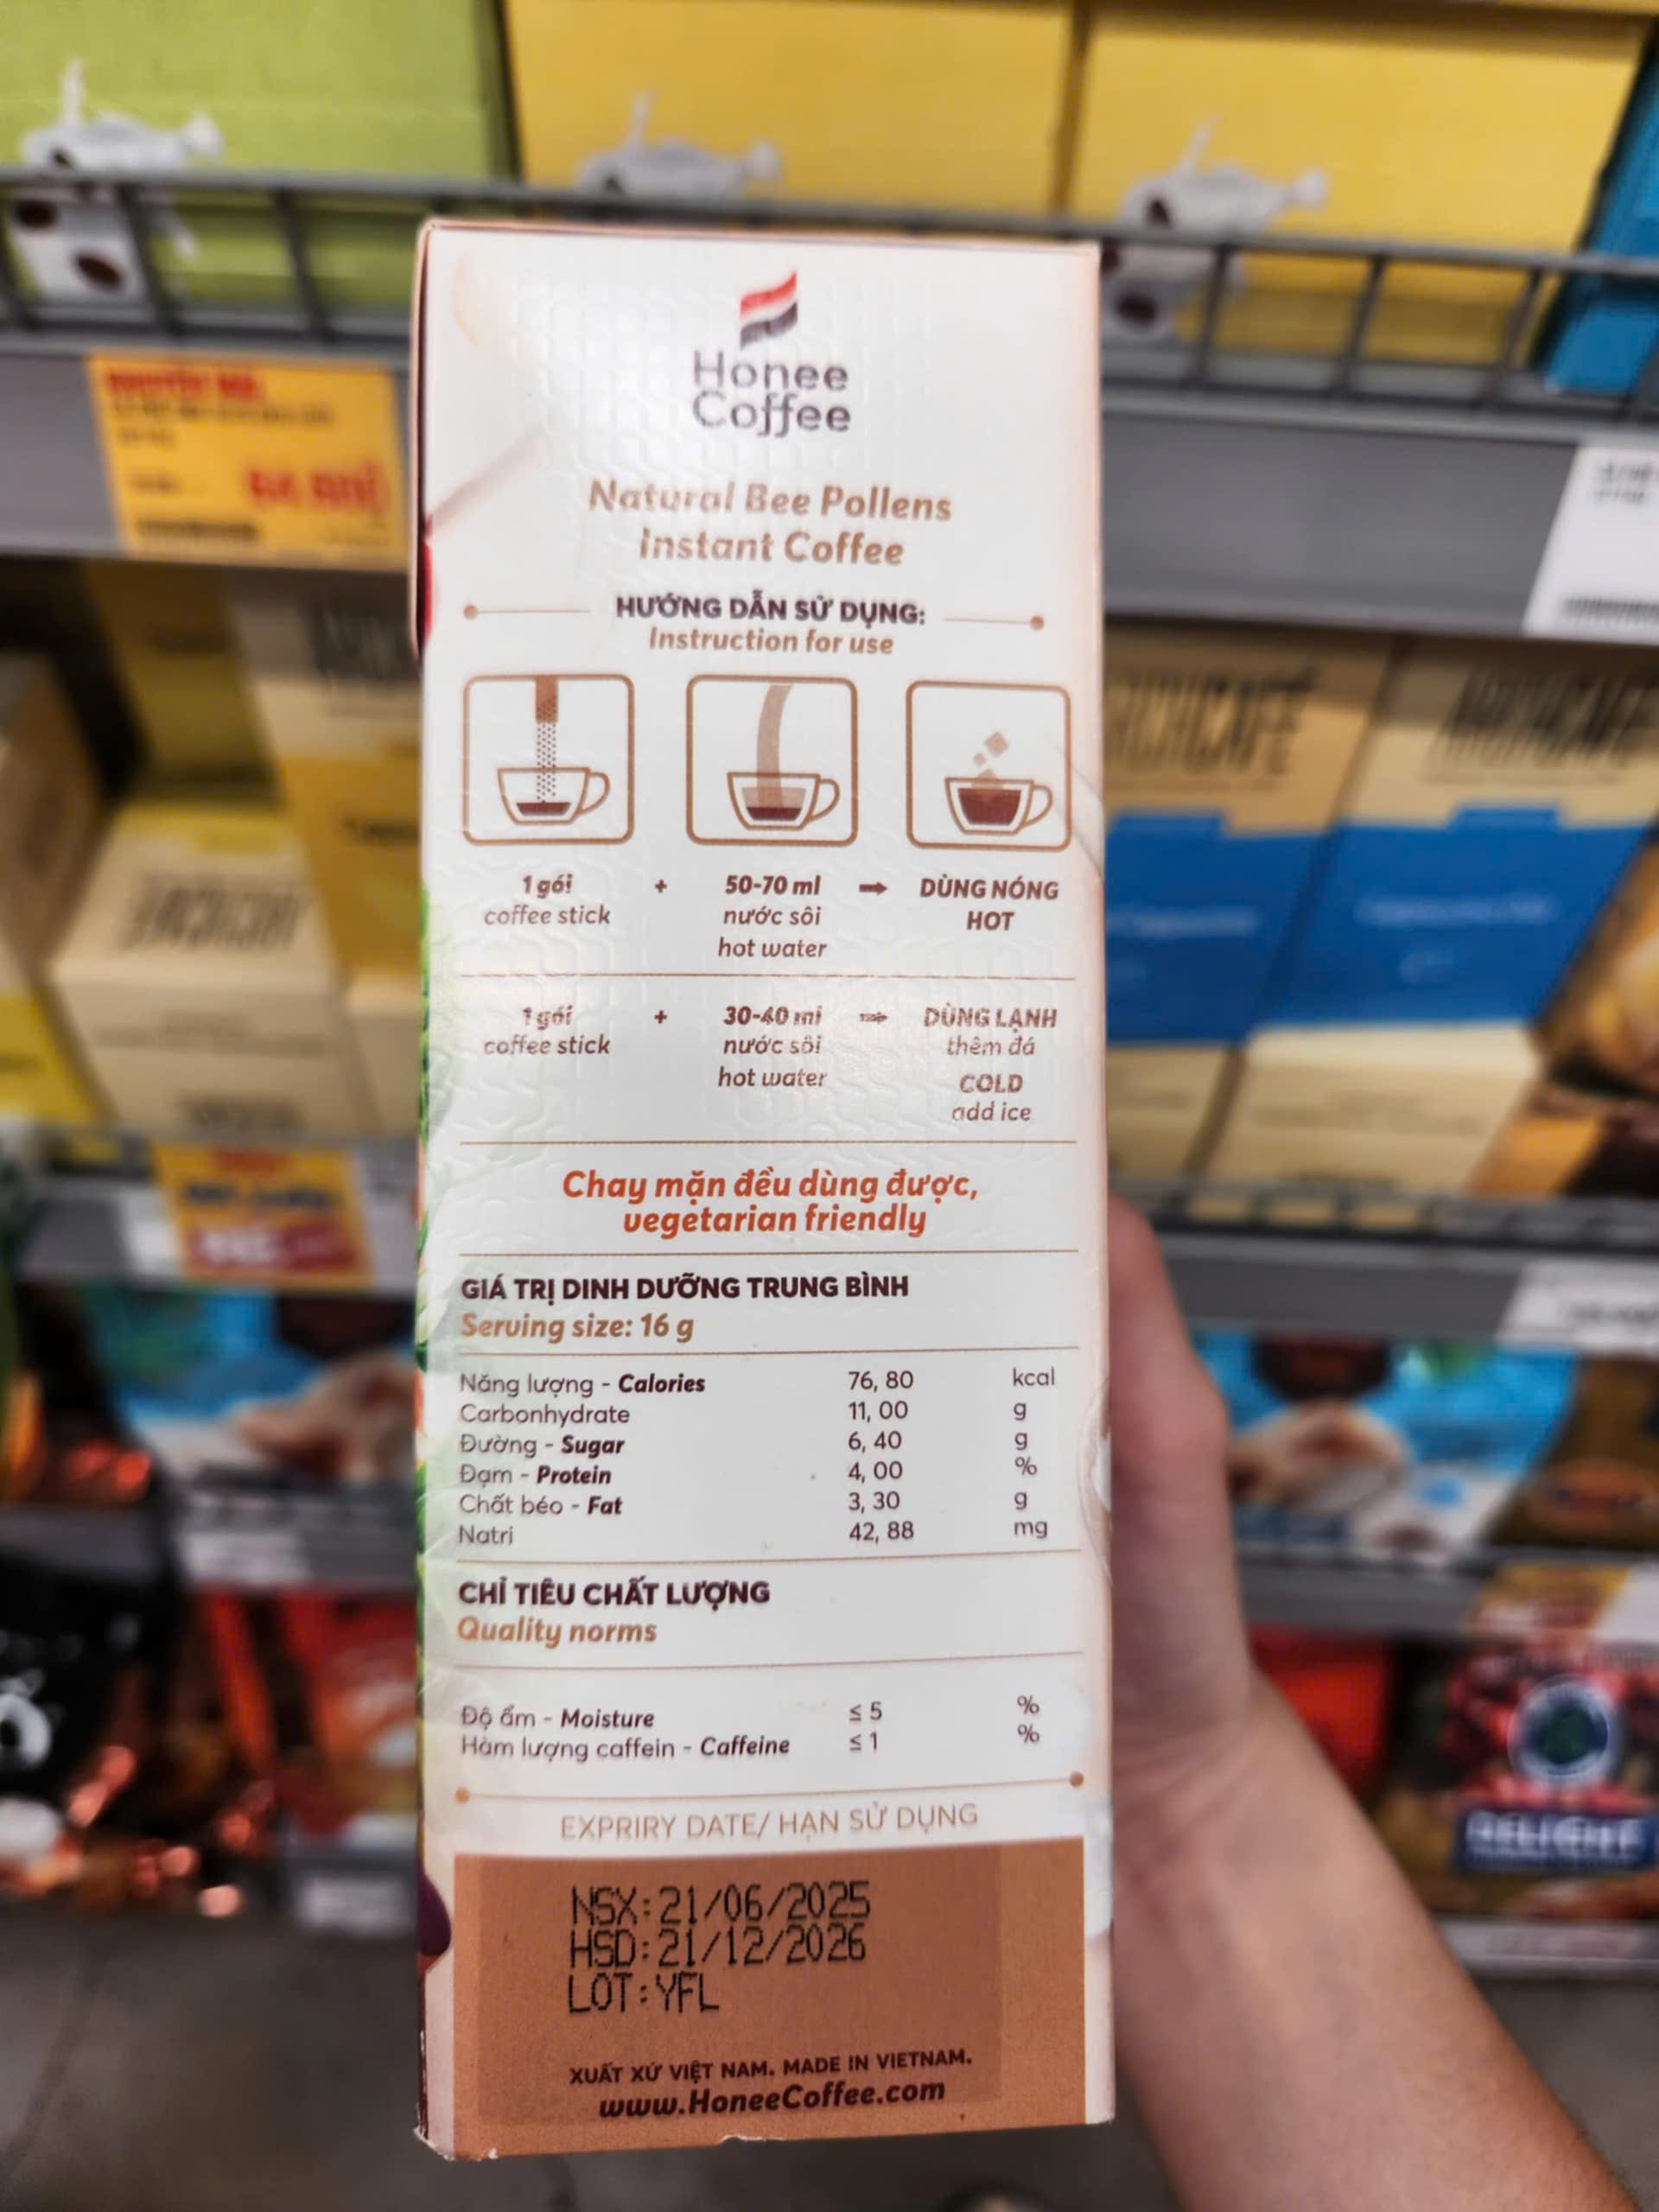 Honee
Coffee
Natural Bee Pollens
Instant Coffee
HƯỚNG DẪN SỬ DỤNG:
Instruction for use
1 gói + 50-70 ml ➡ DÙNG NÓNG
coffee stick nước sôi HOT
hot water
1 gói + 30-40 ml ➡ DÙNG LẠNH
coffee stick nước sôi thêm đá
hot water COLD
add ice
Chay mặn đều dùng được,
vegetarian friendly
GIÁ TRỊ DINH DƯỠNG TRUNG BÌNH
Serving size: 16 g
Năng lượng - Calories 76, 80 kcal
Carbonhydrate 11, 00 g
Đường - Sugar 6, 40 g
Đạm - Protein 4, 00 %
Chất béo - Fat 3, 30 g
Natri 42, 88 mg
CHỈ TIÊU CHẤT LƯỢNG
Quality norms
Độ ẩm - Moisture ≤ 5 %
Hàm lượng caffein - Caffeine ≤ 1 %
EXPRIRY DATE/ HẠN SỬ DỤNG
NSX:21/06/2025
HSD:21/12/2026
LOT:YFL
XUẤT XỨ VIỆT NAM. MADE IN VIETNAM.
www.HoneeCoffee.com
DELIGHT